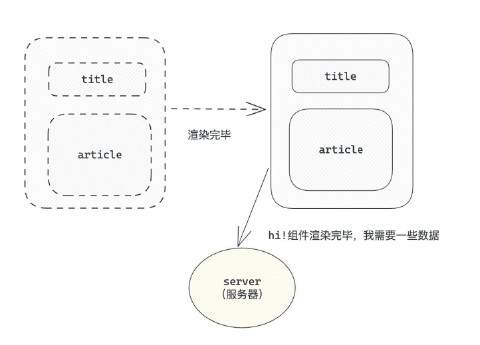 title
title
article
article
渲染完毕
hi!组件渲染完毕，我需要一些数据
server
（服务器）